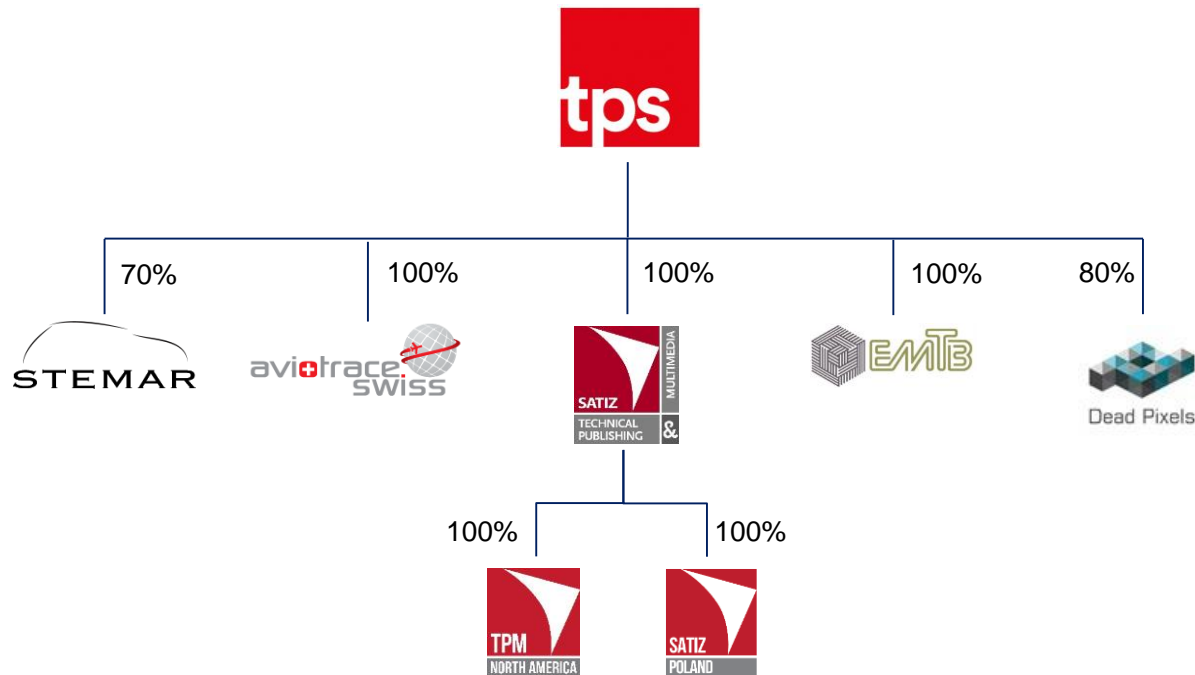 tps
70%
100%
100%
100%
80%
STEMAR
aviotrace.
swiss
SATIZ
MULTIMEDIA
TECHNICAL
PUBLISHING
&
EMTB
Dead Pixels
100%
100%
TPM
NORTH AMERICA
SATIZ
POLAND